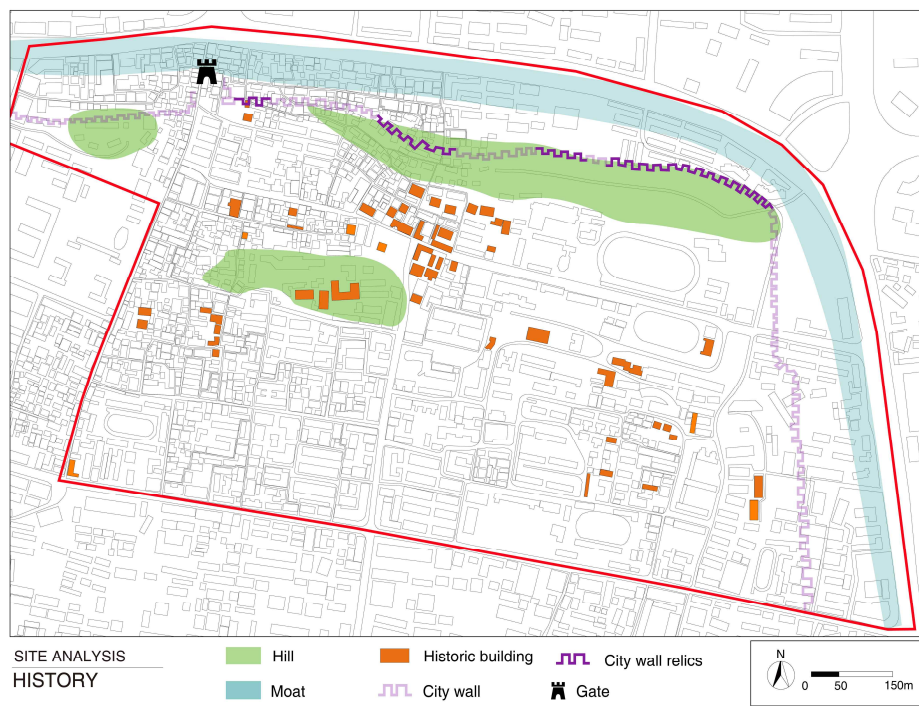 SITE ANALYSIS
HISTORY
Hill
Historic building
City wall relics
Moat
City wall
Gate
N
0 50 150m